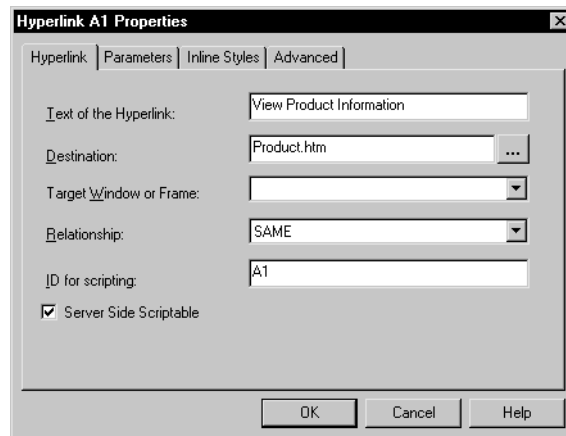 Hyperlink A1 Properties
Hyperlink Parameters Inline Styles Advanced
Text of the Hyperlink: View Product Information
Destination: Product.htm ...
Target Window or Frame:
Relationship: SAME
ID for scripting: A1
Server Side Scriptable
OK Cancel Help